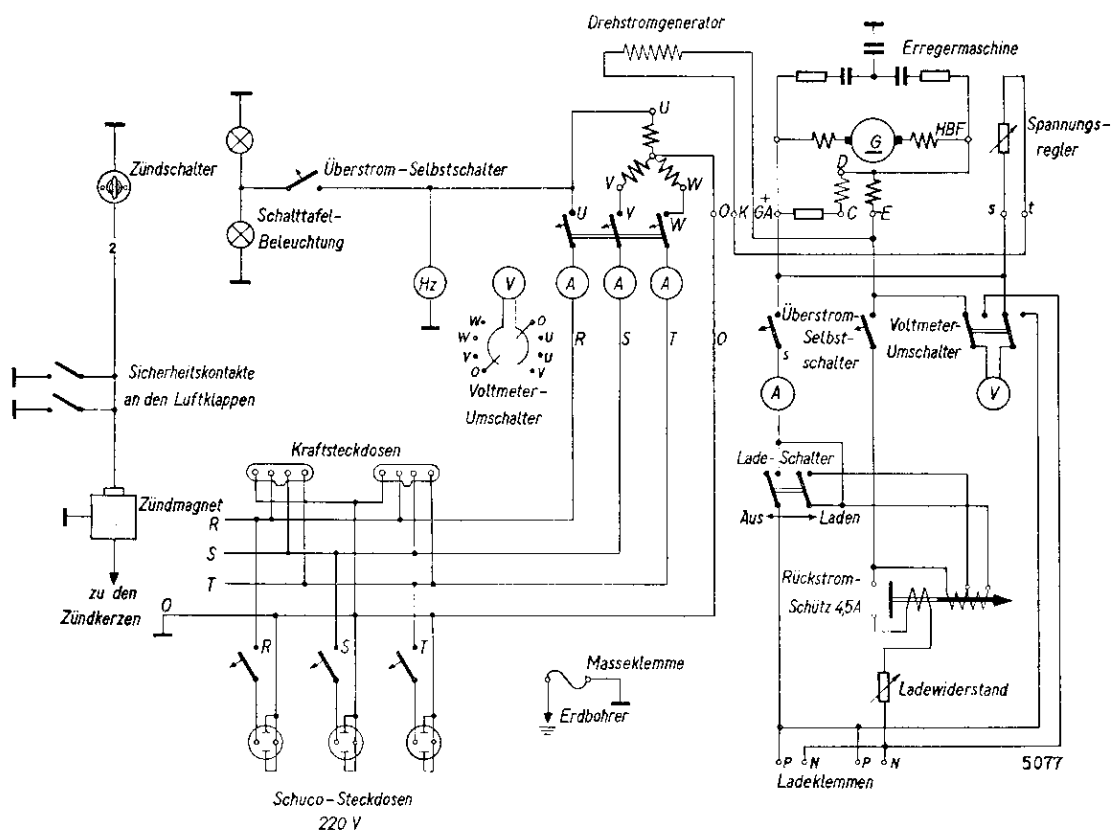 Drehstromgenerator
Erregermaschine
U
HBF
G
Spannungs-
regler
Zündschalter
Überstrom-Selbstschalter
D
V
W
O
K
GA
+
C
E
s
t
Schalttafel-
Beleuchtung
U
V
W
2
Hz
V
A
A
A
W
W
V
O
O
U
U
V
R
S
T
O
Überstrom-
Selbst-
schalter
s
Voltmeter-
Umschalter
Voltmeter-
Umschalter
V
A
Sicherheitskontakte
an den Luftklappen
Kraftsteckdosen
Lade-Schalter
Aus
Laden
Zündmagnet
R
S
T
O
zu den
Zündkerzen
Rückstrom-
Schütz 4,5A
R
S
T
Masseklemme
Erdbohrer
Ladewiderstand
P
N
P
N
5077
Ladeklemmen
Schuco-Steckdosen
220 V